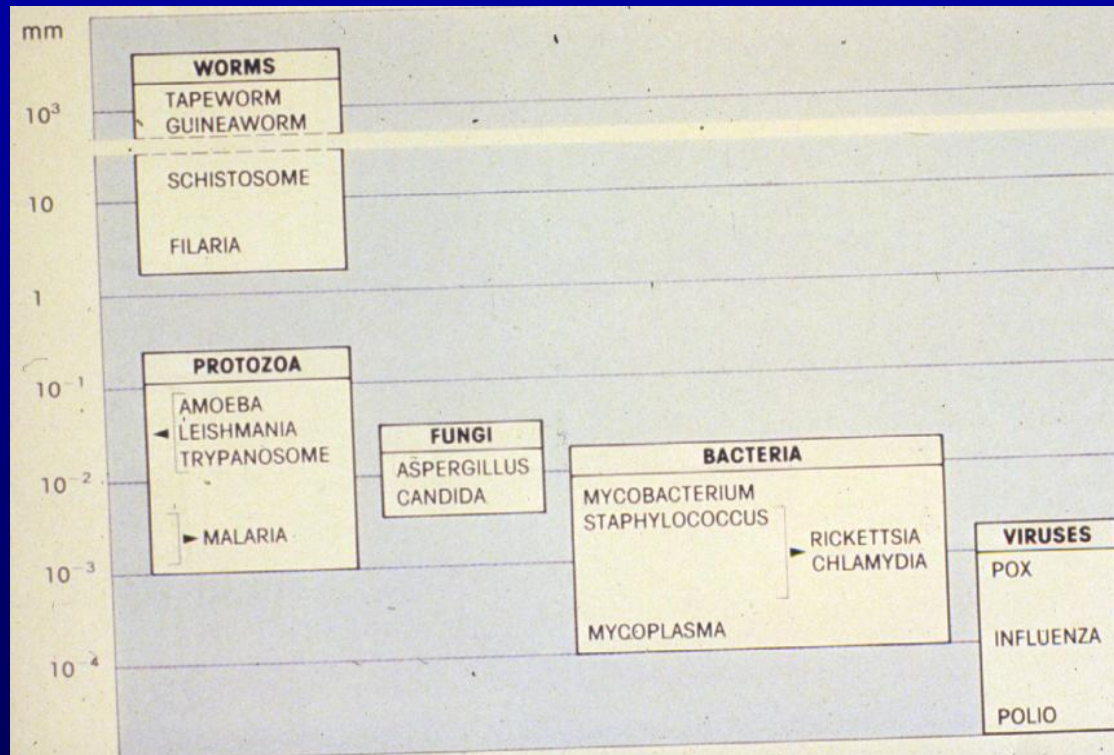 mm
10³
10
1
10⁻¹
10⁻²
10⁻³
10⁻⁴
WORMS
TAPEWORM
GUINEAWORM
SCHISTOSOME
FILARIA
PROTOZOA
AMOEBA
LEISHMANIA
TRYPANOSOME
MALARIA
FUNGI
ASPERGILLUS
CANDIDA
BACTERIA
MYCOBACTERIUM
STAPHYLOCOCCUS
RICKETTSIA
CHLAMYDIA
MYCOPLASMA
VIRUSES
POX
INFLUENZA
POLIO